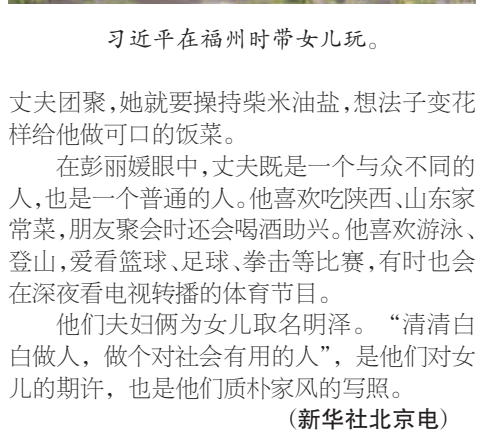 习近平在福州时带女儿玩。
丈夫团聚,她就要操持柴米油盐,想法子变花
样给他做可口的饭菜。
在彭丽媛眼中,丈夫既是一个与众不同的
人,也是一个普通的人。他喜欢吃陕西、山东家
常菜,朋友聚会时还会喝酒助兴。他喜欢游泳、
登山,爱看篮球、足球、拳击等比赛,有时也会
在深夜看电视转播的体育节目。
他们夫妇俩为女儿取名明泽。“清清白
白做人，做个对社会有用的人”，是他们对女
儿的期许，也是他们质朴家风的写照。
(新华社北京电)